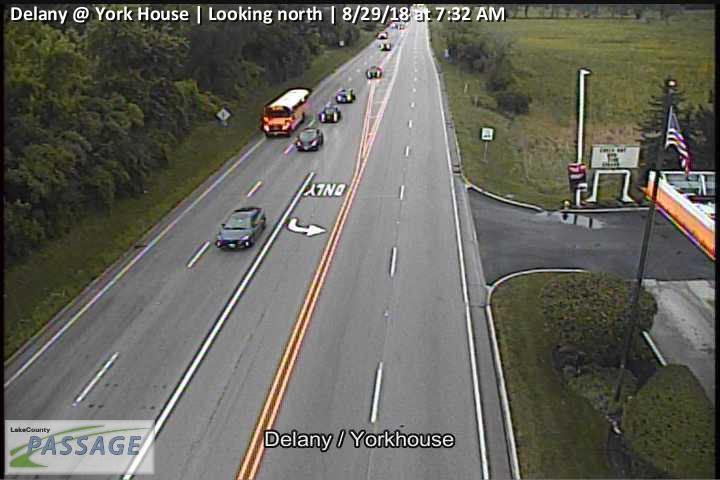 Delany @ York House | Looking north | 8/29/18 at 7:32 AM
ONLY
Delany / Yorkhouse
LakeCounty
PASSAGE